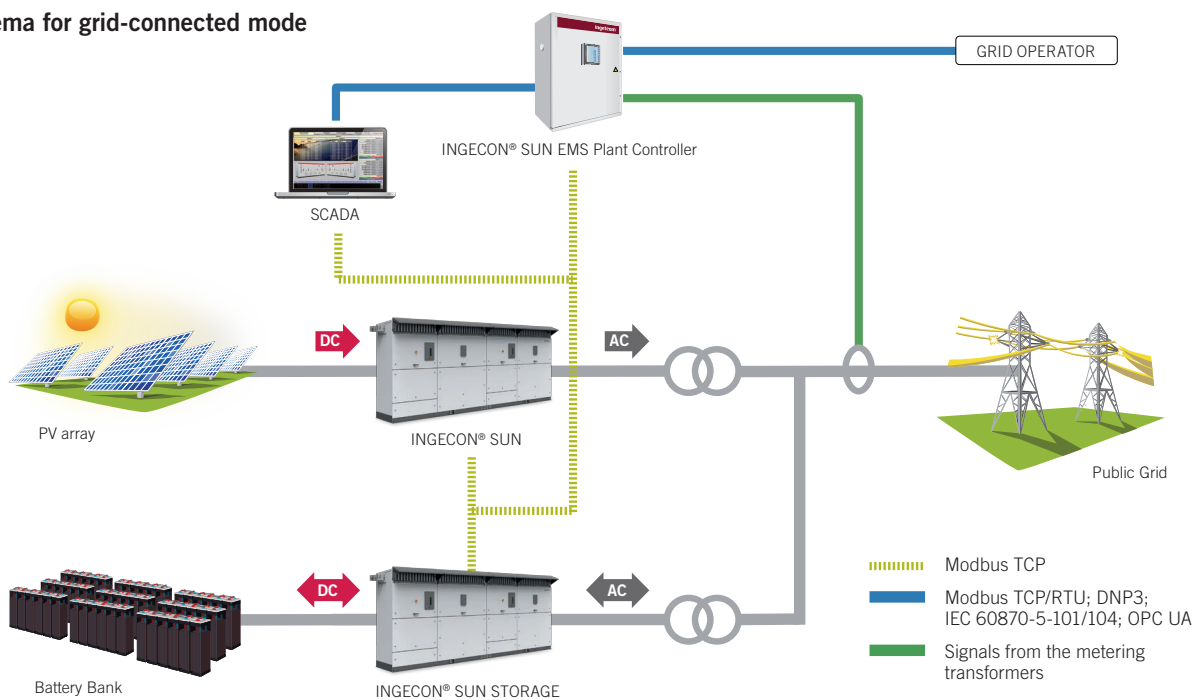 ema for grid-connected mode
Ingeteam
GRID OPERATOR
INGECON® SUN EMS Plant Controller
SCADA
DC
AC
PV array
INGECON® SUN
Public Grid
DC
AC
Battery Bank
INGECON® SUN STORAGE
Modbus TCP
Modbus TCP/RTU; DNP3;
IEC 60870-5-101/104; OPC UA
Signals from the metering
transformers